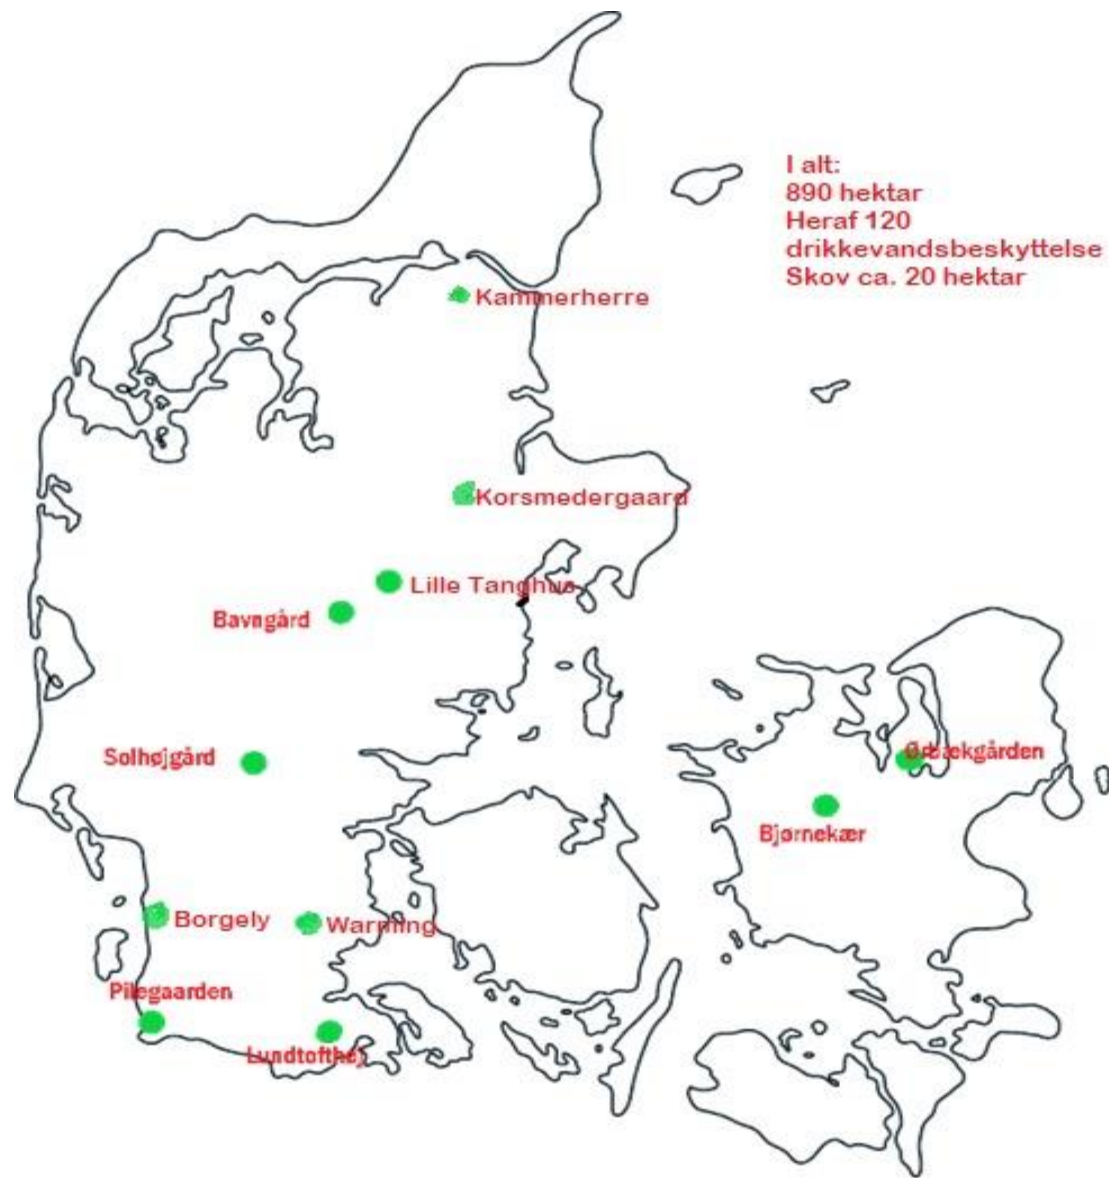 I alt:
890 hektar
Heraf 120
drikkevandsbeskyttelse
Skov ca. 20 hektar
Kammerherre
Korsmedergaard
Lille Tanghus
Bavngård
Solhøjgård
Ørbækgården
Bjørnekær
Borgely
Warming
Pilegaarden
Lundtofthøj